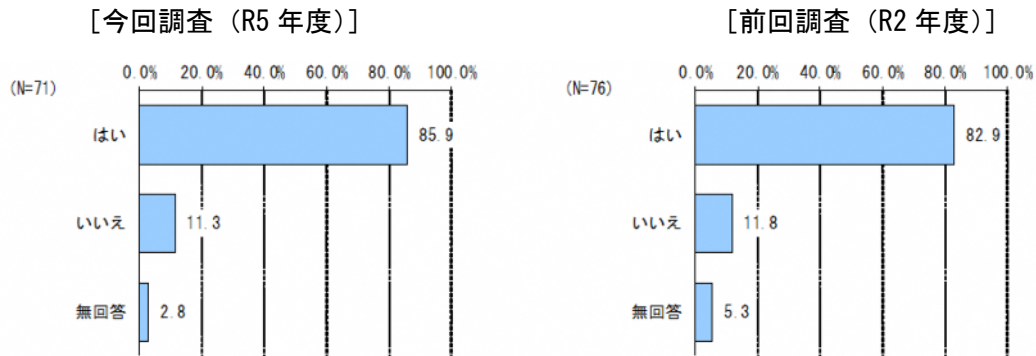 [今回調査（R5 年度）]
(N=71)
0.0% 20.0% 40.0% 60.0% 80.0% 100.0%
はい 85.9
いいえ 11.3
無回答 2.8
[前回調査（R2 年度）]
(N=76)
0.0% 20.0% 40.0% 60.0% 80.0% 100.0%
はい 82.9
いいえ 11.8
無回答 5.3